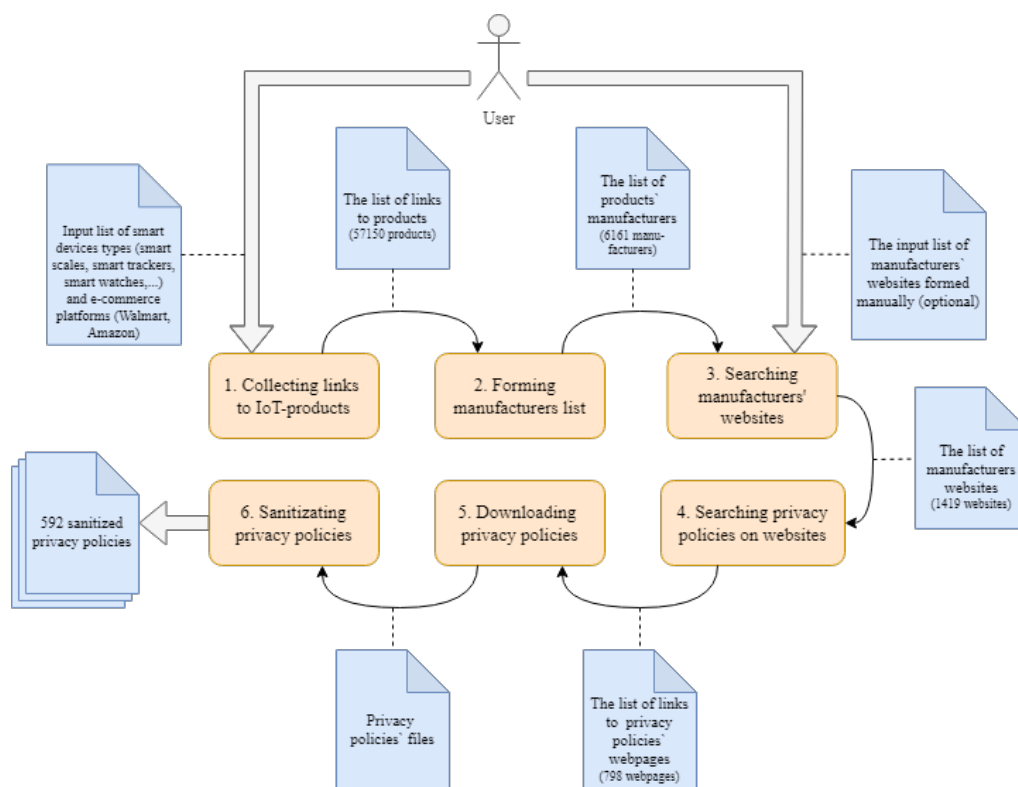 User
Input list of smart
devices types (smart
scales, smart trackers,
smart watches,...)
and e-commerce
platforms (Walmart,
Amazon)
The list of links
to products
(57150 products)
The list of
products`
manufacturers
(6161 manu-
facturers)
The input list of
manufacturers`
websites formed
manually (optional)
1. Collecting links
to IoT-products
2. Forming
manufacturers list
3. Searching
manufacturers'
websites
The list of
manufacturers
websites
(1419 websites)
592 sanitized
privacy policies
6. Sanitizating
privacy policies
5. Downloading
privacy policies
4. Searching privacy
policies on websites
Privacy
policies` files
The list of links
to privacy
policies`
webpages
(798 webpages)